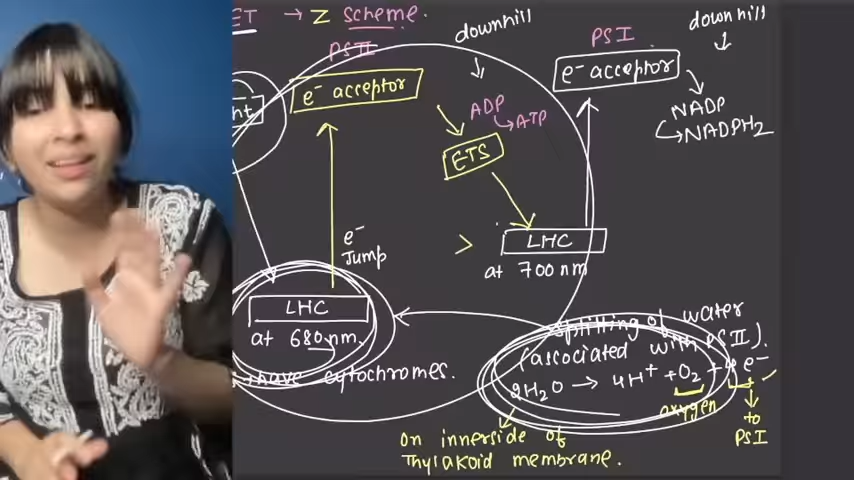 ET → Z scheme.
PSII
e⁻ acceptor
downhill
↓
ADP
→ATP
ETS
PSI
e⁻ acceptor
downhill
↓
NADP
→NADPH2
e⁻
Jump
>
LHC
at 700 nm
LHC
at 680 nm.
→have cytochromes.
splitting of water
(associated with PSII).
2H2O → 4H⁺ + O2 + 4e⁻
oxygen
↓
to
PSI
on innerside of
Thylakoid membrane.